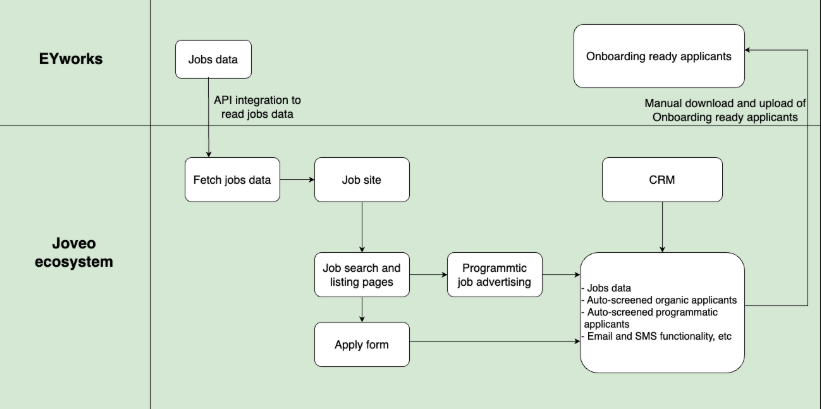 EYworks
Jobs data
Onboarding ready applicants
API integration to
read jobs data
Manual download and upload of
Onboarding ready applicants
Joveo
ecosystem
Fetch jobs data
Job site
CRM
Job search and
listing pages
Programmtic
job advertising
Apply form
- Jobs data
- Auto-screened organic applicants
- Auto-screened programmatic
applicants
- Email and SMS functionality, etc